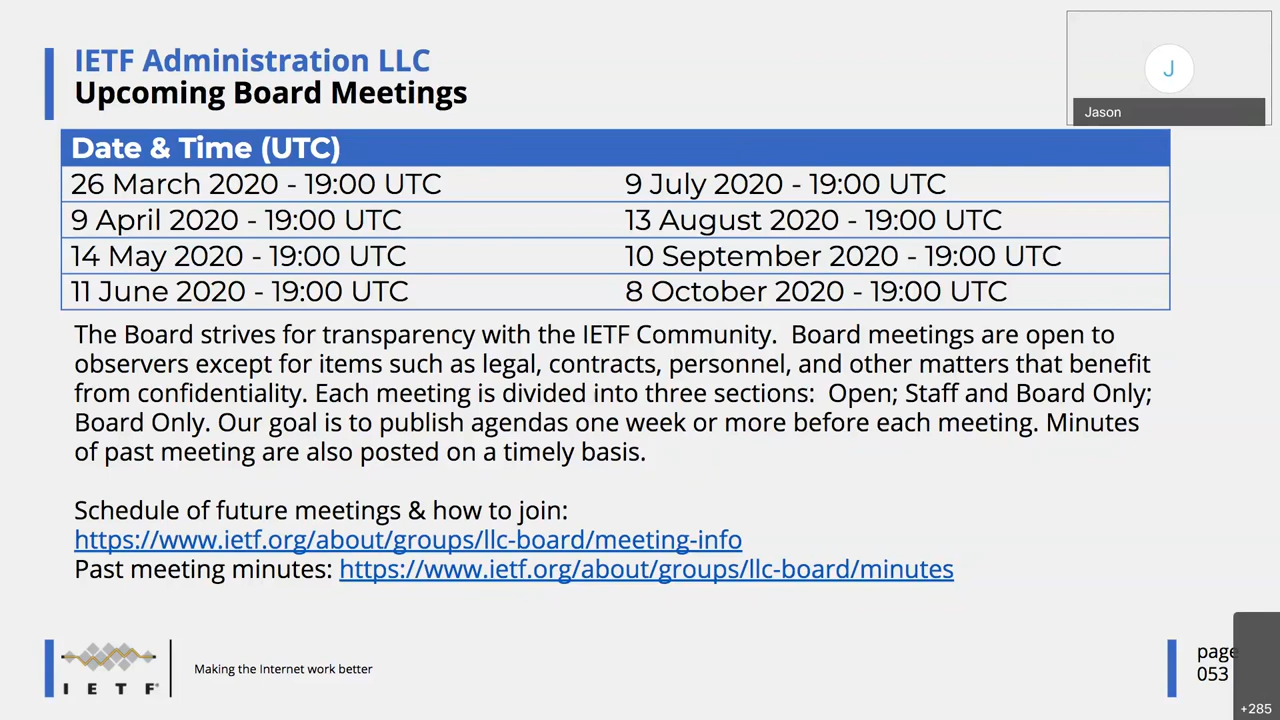 IETF Administration LLC
Upcoming Board Meetings
J
Jason
Date & Time (UTC)
26 March 2020 - 19:00 UTC 9 July 2020 - 19:00 UTC
9 April 2020 - 19:00 UTC 13 August 2020 - 19:00 UTC
14 May 2020 - 19:00 UTC 10 September 2020 - 19:00 UTC
11 June 2020 - 19:00 UTC 8 October 2020 - 19:00 UTC
The Board strives for transparency with the IETF Community.  Board meetings are open to
observers except for items such as legal, contracts, personnel, and other matters that benefit
from confidentiality. Each meeting is divided into three sections:  Open; Staff and Board Only;
Board Only. Our goal is to publish agendas one week or more before each meeting. Minutes
of past meeting are also posted on a timely basis.
Schedule of future meetings & how to join:
https://www.ietf.org/about/groups/llc-board/meeting-info
Past meeting minutes: https://www.ietf.org/about/groups/llc-board/minutes
I E T F®
Making the Internet work better
page
053
+285